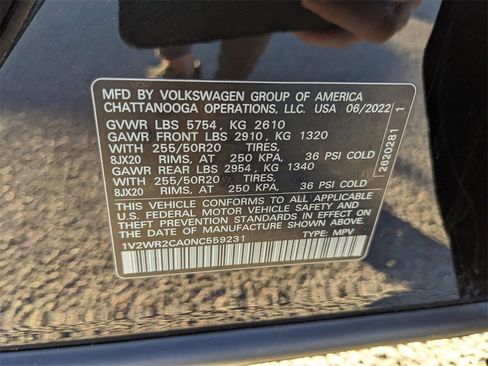 MFD BY VOLKSWAGEN GROUP OF AMERICA
CHATTANOOGA OPERATIONS, LLC. USA 06/2022
GVWR LBS 5754, KG 2610
GAWR FRONT LBS 2910, KG 1320
WITH 255/50R20 TIRES,
8JX20 RIMS, AT 250 KPA, 36 PSI COLD
GAWR REAR LBS 2954, KG 1340
WITH 255/50R20 TIRES,
8JX20 RIMS, AT 250 KPA, 36 PSI COLD
THIS VEHICLE CONFORMS TO ALL APPLICABLE
U.S. FEDERAL MOTOR VEHICLE SAFETY AND
THEFT PREVENTION STANDARDS IN EFFECT ON
THE DATE OF MANUFACTURE SHOWN ABOVE.
1V2WR2CA0NC559231 TYPE: MPV
2620281 1